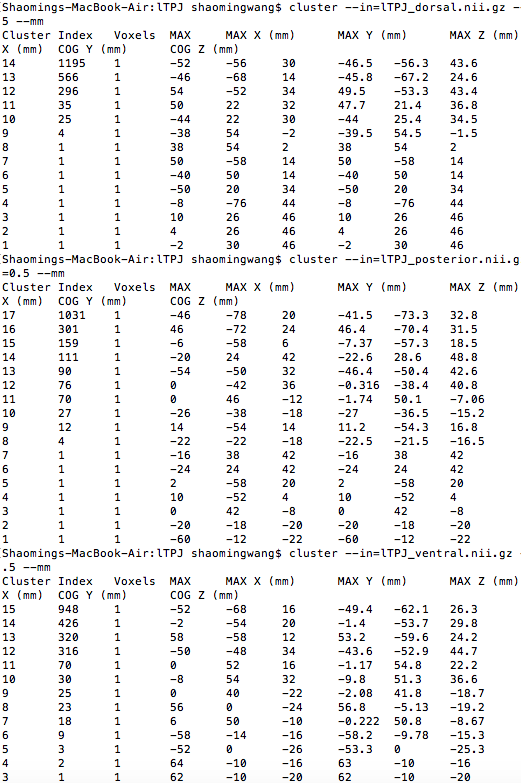 [Shaomings-MacBook-Air:lTPJ shaomingwang$ cluster --in=lTPJ_dorsal.nii.gz -
5 --mm
Cluster Index Voxels MAX MAX X (mm) MAX Y (mm) MAX Z (mm)
X (mm) COG Y (mm) COG Z (mm)
14 1195 1 -52 -56 30 -46.5 -56.3 43.6
13 566 1 -46 -68 14 -45.8 -67.2 24.6
12 296 1 54 -52 34 49.5 -53.3 43.4
11 35 1 50 22 32 47.7 21.4 36.8
10 25 1 -44 22 30 -44 25.4 34.5
9 4 1 -38 54 -2 -39.5 54.5 -1.5
8 1 1 38 54 2 38 54 2
7 1 1 50 -58 14 50 -58 14
6 1 1 -40 50 14 -40 50 14
5 1 1 -50 20 34 -50 20 34
4 1 1 -8 -76 44 -8 -76 44
3 1 1 10 26 46 10 26 46
2 1 1 4 26 46 4 26 46
1 1 1 -2 30 46 -2 30 46
[Shaomings-MacBook-Air:lTPJ shaomingwang$ cluster --in=lTPJ_posterior.nii.g
=0.5 --mm
Cluster Index Voxels MAX MAX X (mm) MAX Y (mm) MAX Z (mm)
X (mm) COG Y (mm) COG Z (mm)
17 1031 1 -46 -78 20 -41.5 -73.3 32.8
16 301 1 46 -72 24 46.4 -70.4 31.5
15 159 1 -6 -58 6 -7.37 -57.3 18.5
14 111 1 -20 24 42 -22.6 28.6 48.8
13 90 1 -54 -50 32 -46.4 -50.4 42.6
12 76 1 0 -42 36 -0.316 -38.4 40.8
11 70 1 0 46 -12 -1.74 50.1 -7.06
10 27 1 -26 -38 -18 -27 -36.5 -15.2
9 12 1 14 -54 14 11.2 -54.3 16.8
8 4 1 -22 -22 -18 -22.5 -21.5 -16.5
7 1 1 -16 38 42 -16 38 42
6 1 1 -24 24 42 -24 24 42
5 1 1 2 -58 20 2 -58 20
4 1 1 10 -52 4 10 -52 4
3 1 1 0 42 -8 0 42 -8
2 1 1 -20 -18 -20 -20 -18 -20
1 1 1 -60 -12 -22 -60 -12 -22
[Shaomings-MacBook-Air:lTPJ shaomingwang$ cluster --in=lTPJ_ventral.nii.gz -
.5 --mm
Cluster Index Voxels MAX MAX X (mm) MAX Y (mm) MAX Z (mm)
X (mm) COG Y (mm) COG Z (mm)
15 948 1 -52 -68 16 -49.4 -62.1 26.3
14 426 1 -2 -54 20 -1.4 -53.7 29.8
13 320 1 58 -58 12 53.2 -59.6 24.2
12 316 1 -50 -48 34 -43.6 -52.9 44.7
11 70 1 0 52 16 -1.17 54.8 22.2
10 30 1 -8 54 32 -9.8 51.3 36.6
9 25 1 0 40 -22 -2.08 41.8 -18.7
8 23 1 56 0 -24 56.8 -5.13 -19.2
7 18 1 6 50 -10 -0.222 50.8 -8.67
6 9 1 -58 -14 -16 -58.2 -9.78 -15.3
5 3 1 -52 0 -26 -53.3 0 -25.3
4 2 1 64 -10 -16 63 -10 -16
3 1 1 62 -10 -20 62 -10 -20